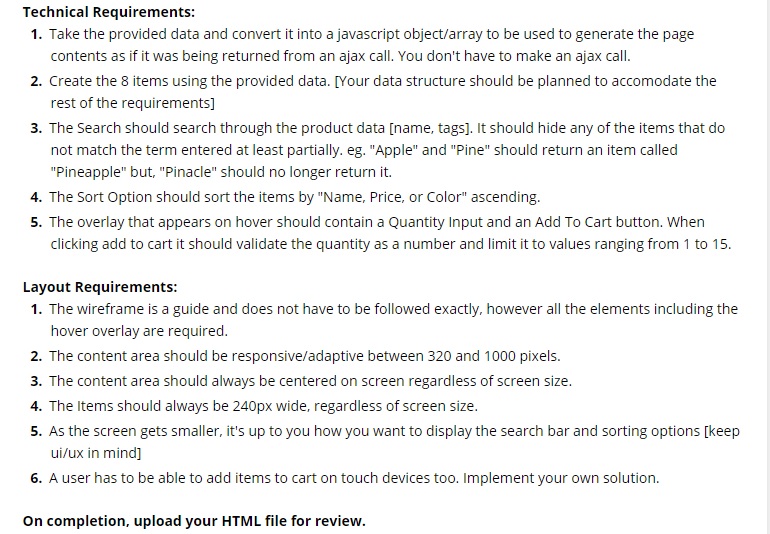 Technical Requirements:
1. Take the provided data and convert it into a javascript object/array to be used to generate the page
contents as if it was being returned from an ajax call. You don't have to make an ajax call.
2. Create the 8 items using the provided data. [Your data structure should be planned to accomodate the
rest of the requirements]
3. The Search should search through the product data [name, tags]. It should hide any of the items that do
not match the term entered at least partially. eg. "Apple" and "Pine" should return an item called
"Pineapple" but, "Pinacle" should no longer return it.
4. The Sort Option should sort the items by "Name, Price, or Color" ascending.
5. The overlay that appears on hover should contain a Quantity Input and an Add To Cart button. When
clicking add to cart it should validate the quantity as a number and limit it to values ranging from 1 to 15.
Layout Requirements:
1. The wireframe is a guide and does not have to be followed exactly, however all the elements including the
hover overlay are required.
2. The content area should be responsive/adaptive between 320 and 1000 pixels.
3. The content area should always be centered on screen regardless of screen size.
4. The Items should always be 240px wide, regardless of screen size.
5. As the screen gets smaller, it's up to you how you want to display the search bar and sorting options [keep
ui/ux in mind]
6. A user has to be able to add items to cart on touch devices too. Implement your own solution.
On completion, upload your HTML file for review.